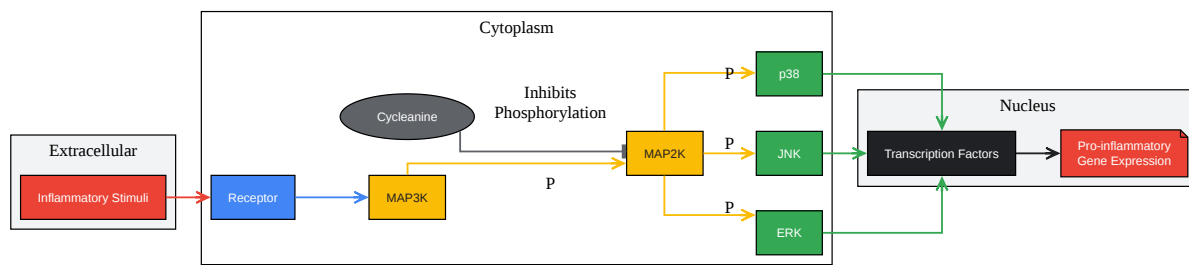 Cytoplasm
Inhibits
Phosphorylation
P
p38
Nucleus
Cycleanine
Extracellular
MAP2K
P
JNK
Transcription Factors
Pro-inflammatory
Gene Expression
Inflammatory Stimuli
Receptor
MAP3K
P
P
ERK